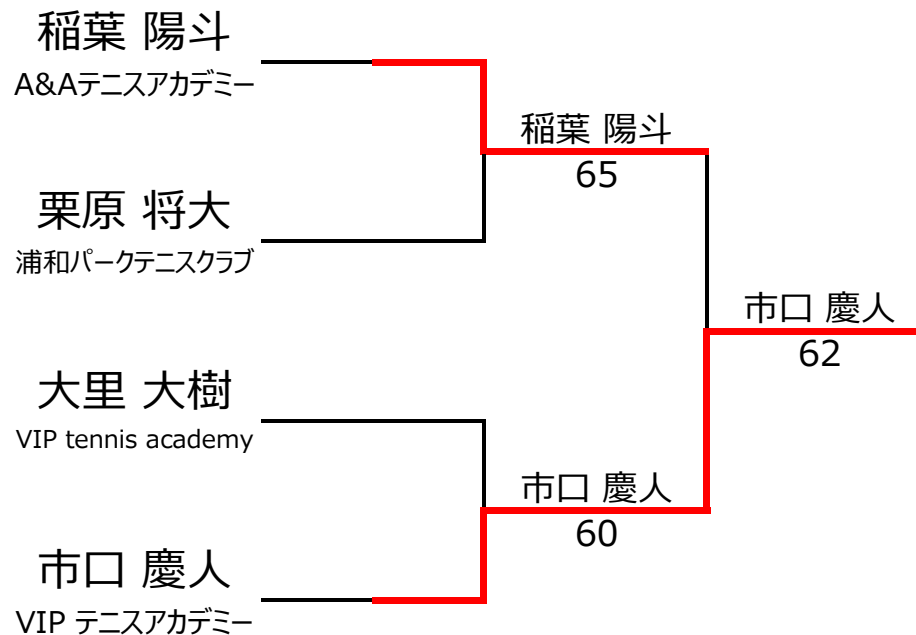 稲葉 陽斗
A&Aテニスアカデミー
栗原 将大
浦和パークテニスクラブ
大里 大樹
VIP tennis academy
市口 慶人
VIP テニスアカデミー
稲葉 陽斗
65
市口 慶人
60
市口 慶人
62